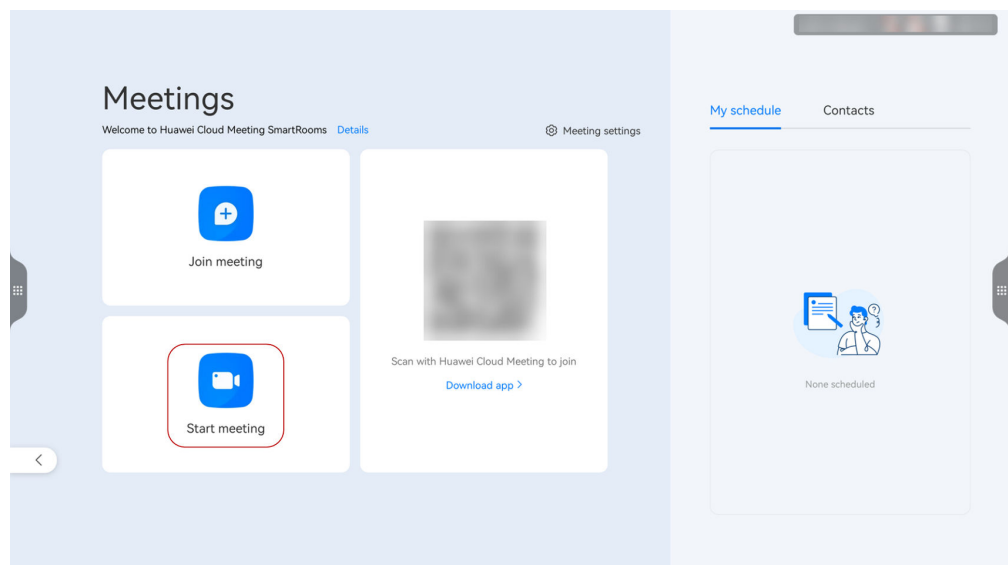 Meetings
Welcome to Huawei Cloud Meeting SmartRooms Details
Meeting settings
Join meeting
Start meeting
Scan with Huawei Cloud Meeting to join
Download app >
My schedule Contacts
None scheduled